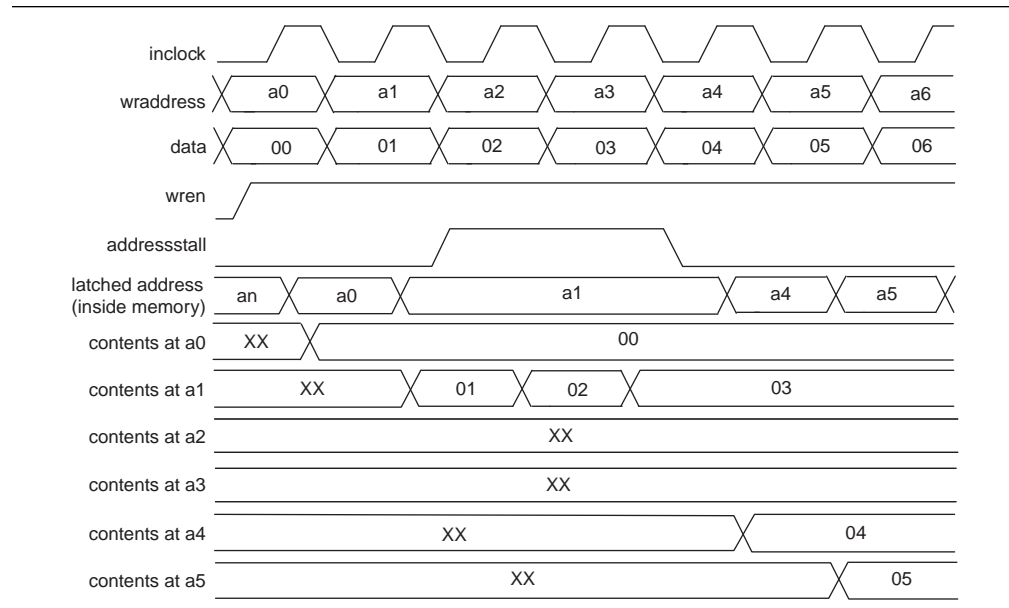 inclock
wraddress a0 a1 a2 a3 a4 a5 a6
data 00 01 02 03 04 05 06
wren
addressstall
latched address
(inside memory) an a0 a1 a4 a5
contents at a0 XX 00
contents at a1 XX 01 02 03
contents at a2 XX
contents at a3 XX
contents at a4 XX 04
contents at a5 XX 05